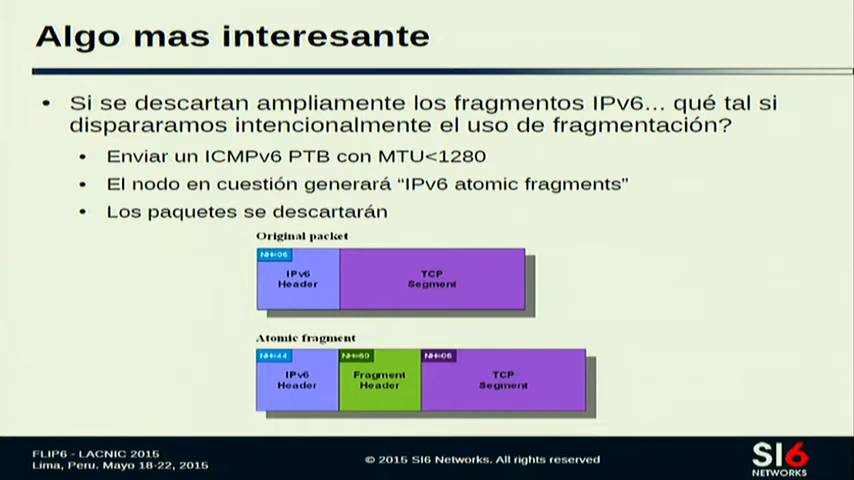 Algo mas interesante
• Si se descartan ampliamente los fragmentos IPv6... qué tal si
dispararamos intencionalmente el uso de fragmentación?
• Enviar un ICMPv6 PTB con MTU<1280
• El nodo en cuestión generará “IPv6 atomic fragments”
• Los paquetes se descartarán
Original packet
NH=06
IPv6
Header
TCP
Segment
Atomic fragment
NH=44
NH=60
NH=06
IPv6
Header
Fragment
Header
TCP
Segment
FLIP6 - LACNIC 2015
Lima, Peru. Mayo 18-22, 2015
© 2015 SI6 Networks. All rights reserved
SI6
NETWORKS